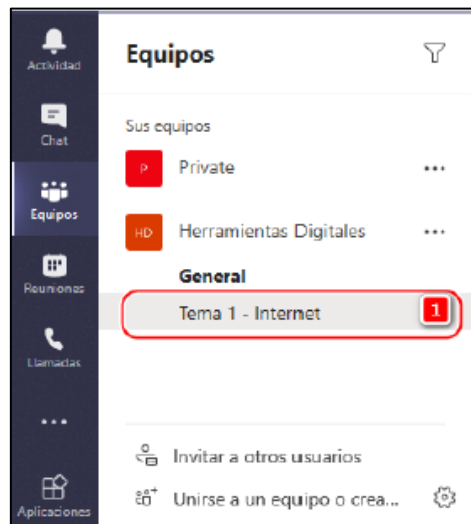 Actividad
Chat
Equipos
Reuniones
Llamadas
Aplicaciones
Equipos
Sus equipos
P Private
HD Herramientas Digitales
General
Tema 1 - Internet 1
Invitar a otros usuarios
Unirse a un equipo o crea...